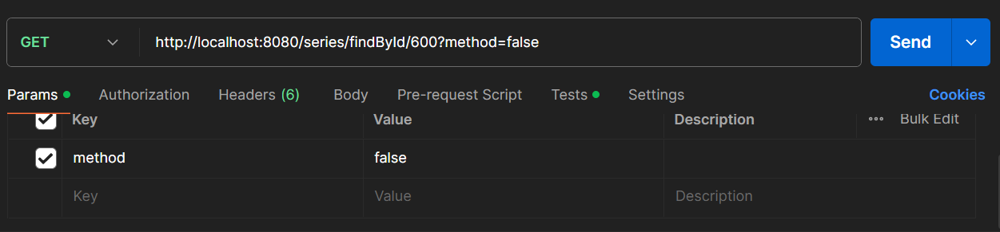 GET http://localhost:8080/series/findById/600?method=false Send
Params Authorization Headers (6) Body Pre-request Script Tests Settings Cookies
Key Value Description Bulk Edit
method false
Key Value Description